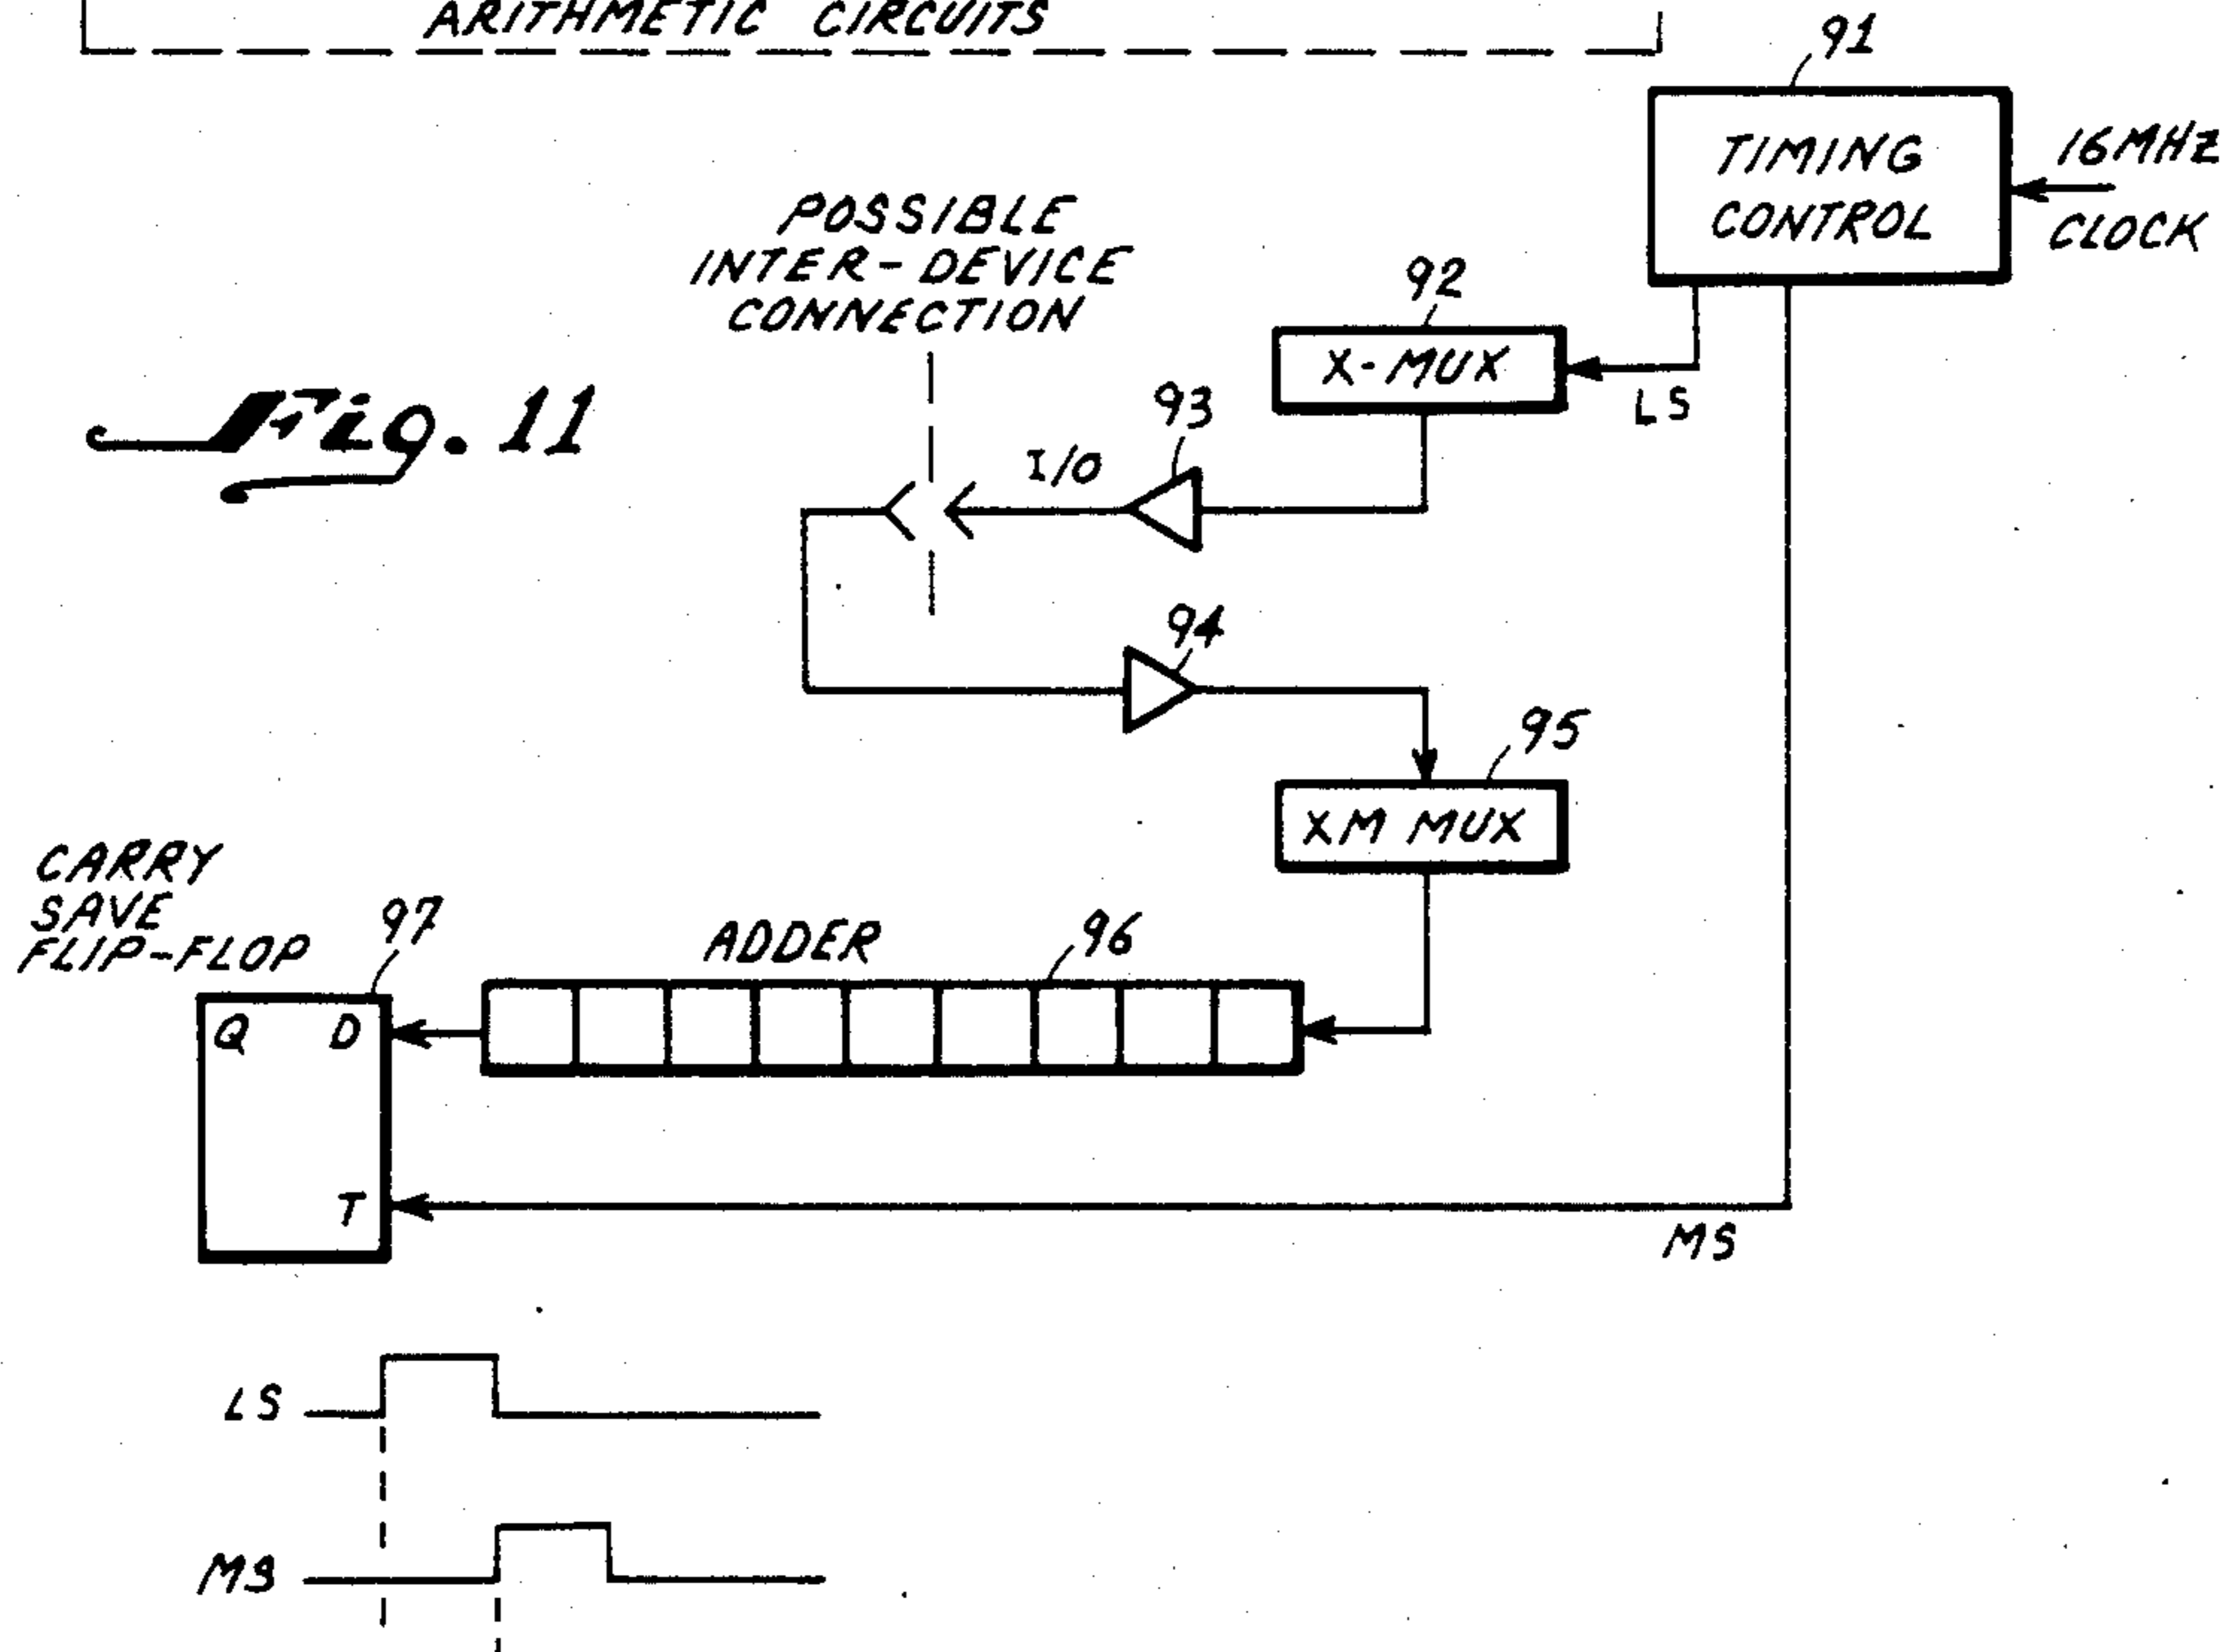 ARITHMETIC CIRCUITS
91
TIMING
CONTROL
16MHZ
CLOCK
POSSIBLE
INTER-DEVICE
CONNECTION
92
X-MUX
LS
Fig. 11
93
I/O
94
95
XM MUX
CARRY
SAVE
FLIP-FLOP
97
ADDER
96
Q D
T
MS
LS
MS